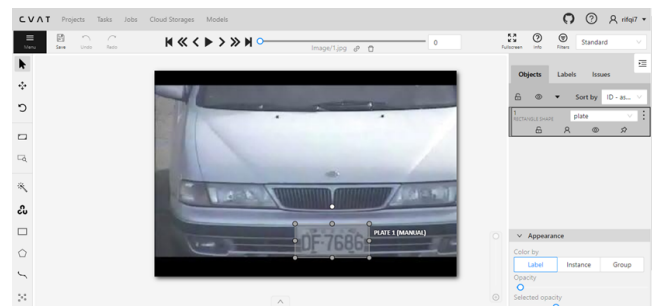 CVAT Projects Tasks Jobs Cloud Storages Models rifqi7
Menu Save Undo Redo Image/1.jpg 0 Fullscreen Info Filters Standard
Objects Labels Issues
Sort by ID - as...
1 plate
RECTANGLE SHAPE
PLATE 1 (MANUAL)
DF-7686
Appearance
Color by
Label Instance Group
Opacity
Selected opacity